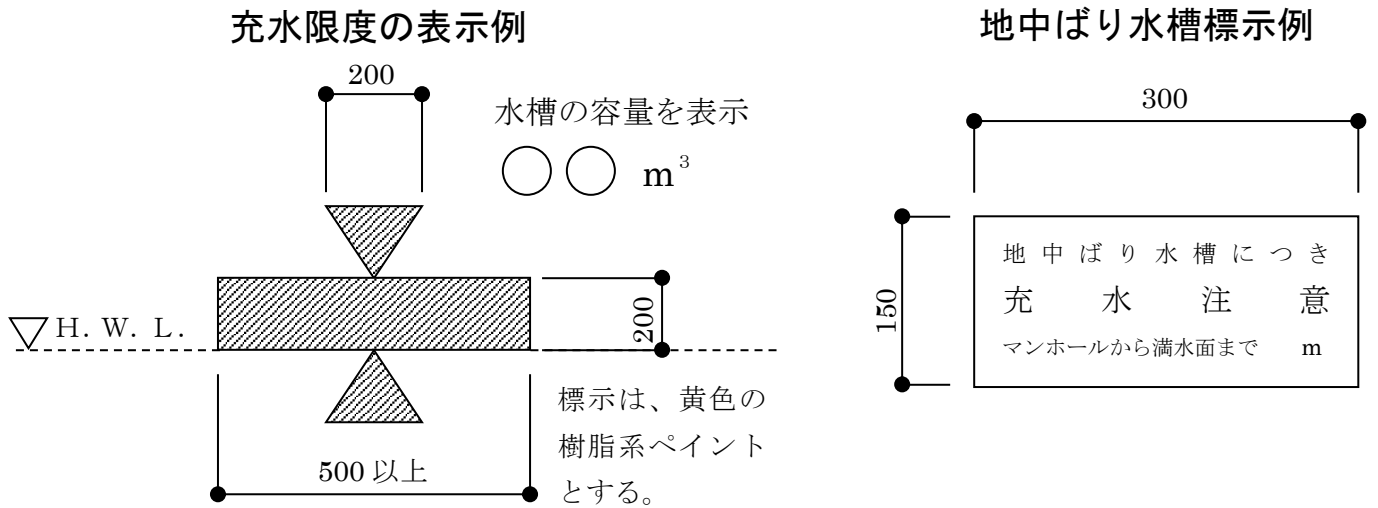 充水限度の表示例
200
水槽の容量を表示
〇〇 m³
200
H. W. L.
標示は、黄色の
樹脂系ペイント
とする。
500 以上
地中ばり水槽標示例
300
150
地中ばり水槽につき
充水注意
マンホールから満水面まで m